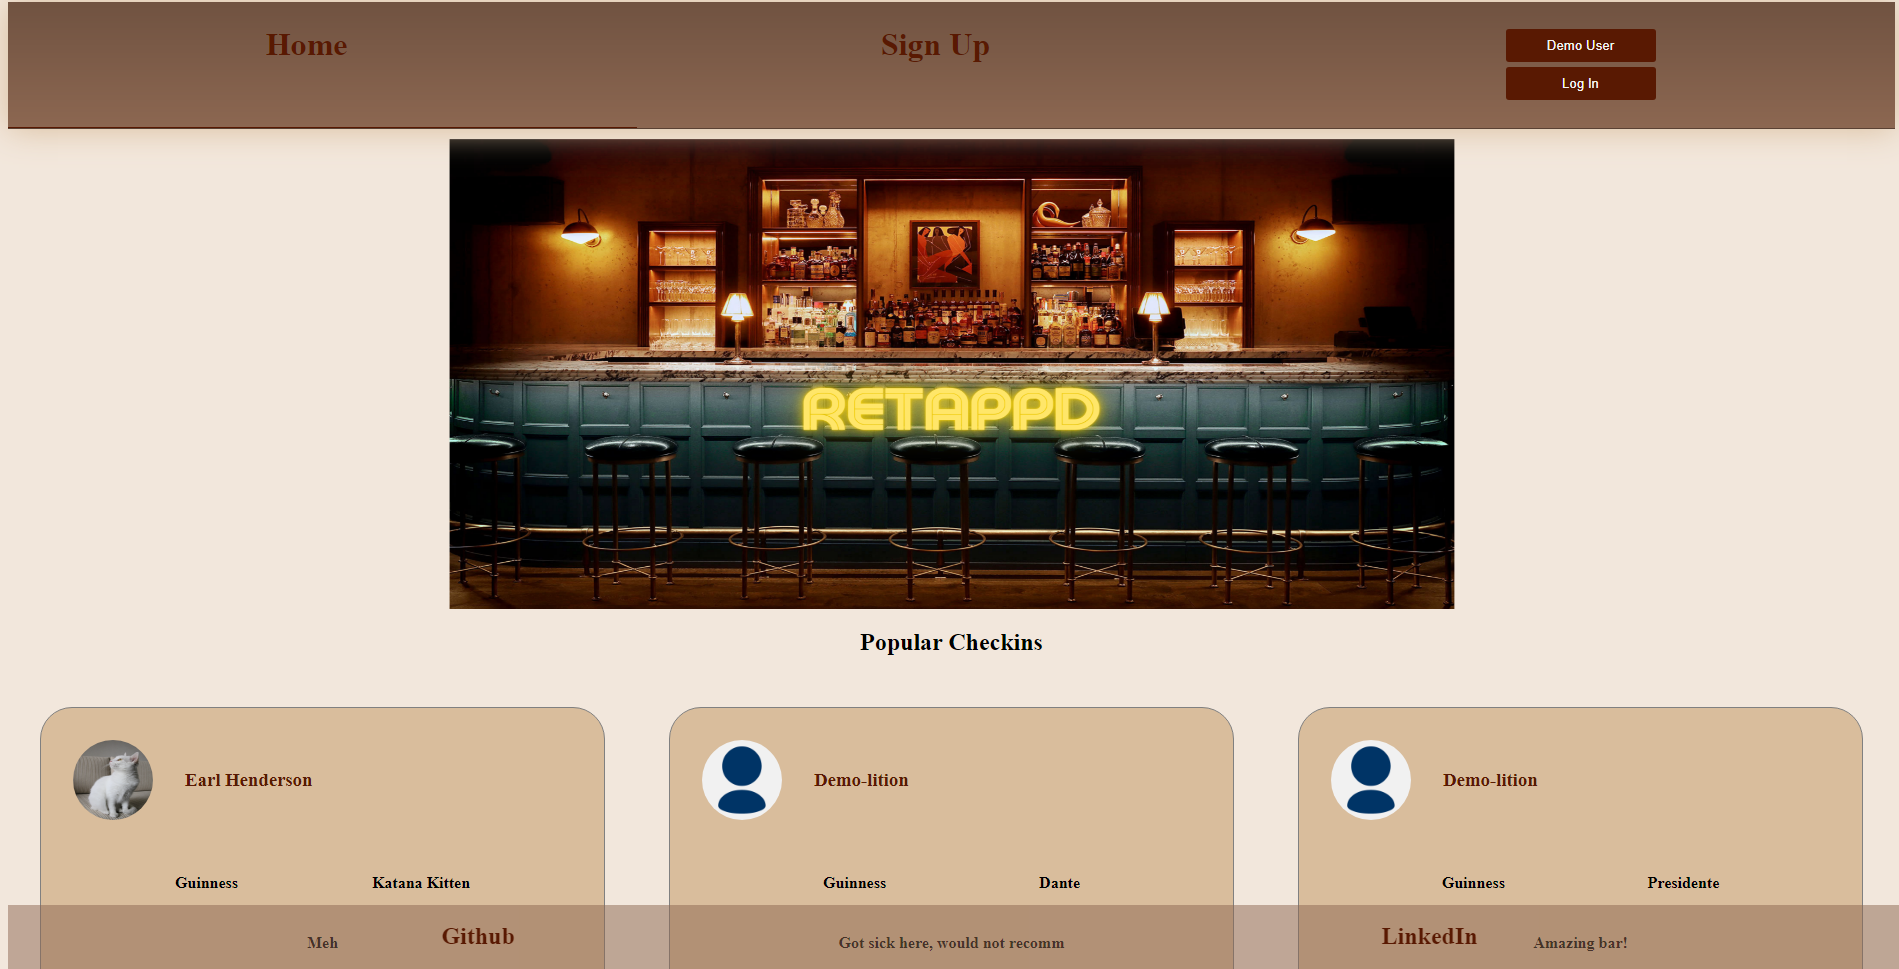 Home
Sign Up
Demo User
Log In
RETAPPD
Popular Checkins
Earl Henderson
Guinness
Katana Kitten
Meh
Demo-lition
Guinness
Dante
Got sick here, would not recomm
Demo-lition
Guinness
Presidente
Amazing bar!
Github
LinkedIn